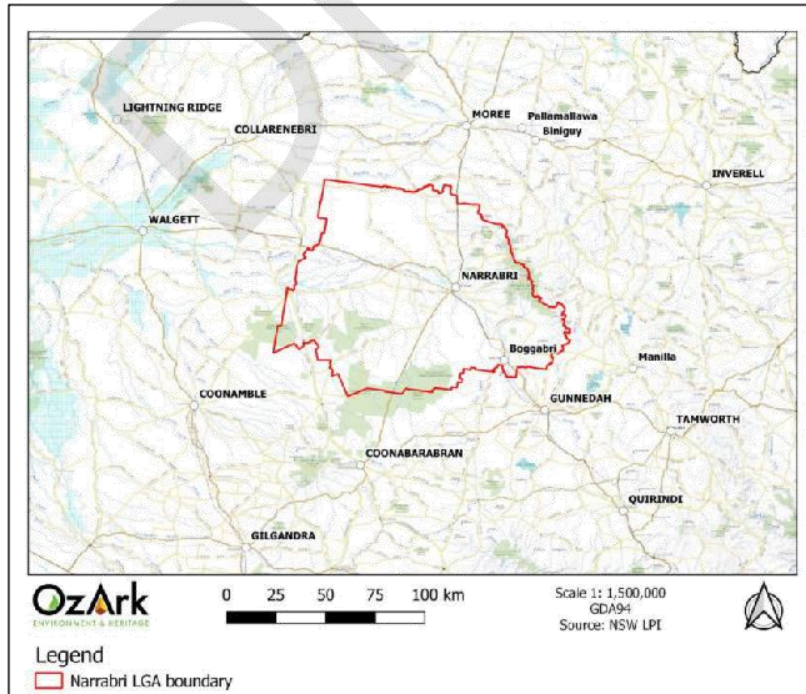 LIGHTNING RIDGE
COLLARENEBRI
MOREE
Pallamallawa
Biniguy
INVERELL
WALGETT
NARRABRI
Boggabri
Manilla
COONAMBLE
GUNNEDAH
TAMWORTH
COONABARABRAN
QUIRINDI
GILGANDRA
OzArk
ENVIRONMENT & HERITAGE
0 25 50 75 100 km
Scale 1: 1,500,000
GDA94
Source: NSW LPI
Legend
Narrabri LGA boundary